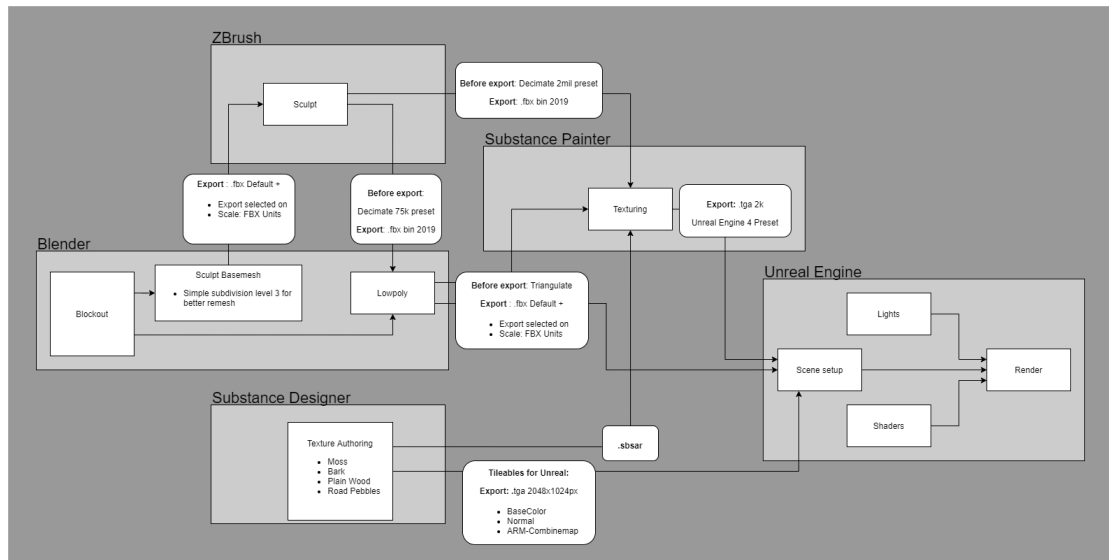 ZBrush
Sculpt
Before export: Decimate 2mil preset
Export: .fbx bin 2019
Substance Painter
Export : .fbx Default +
Export selected on
Scale: FBX Units
Before export:
Decimate 75k preset
Export: .fbx bin 2019
Texturing
Export: .tga 2k
Unreal Engine 4 Preset
Blender
Blockout
Sculpt Basemesh
Simple subdivision level 3 for
better remesh
Lowpoly
Before export: Triangulate
Export : .fbx Default +
Export selected on
Scale: FBX Units
Unreal Engine
Lights
Scene setup
Render
Shaders
Substance Designer
Texture Authoring
Moss
Bark
Plain Wood
Road Pebbles
.sbsar
Tileables for Unreal:
Export: .tga 2048x1024px
BaseColor
Normal
ARM-Combinemap